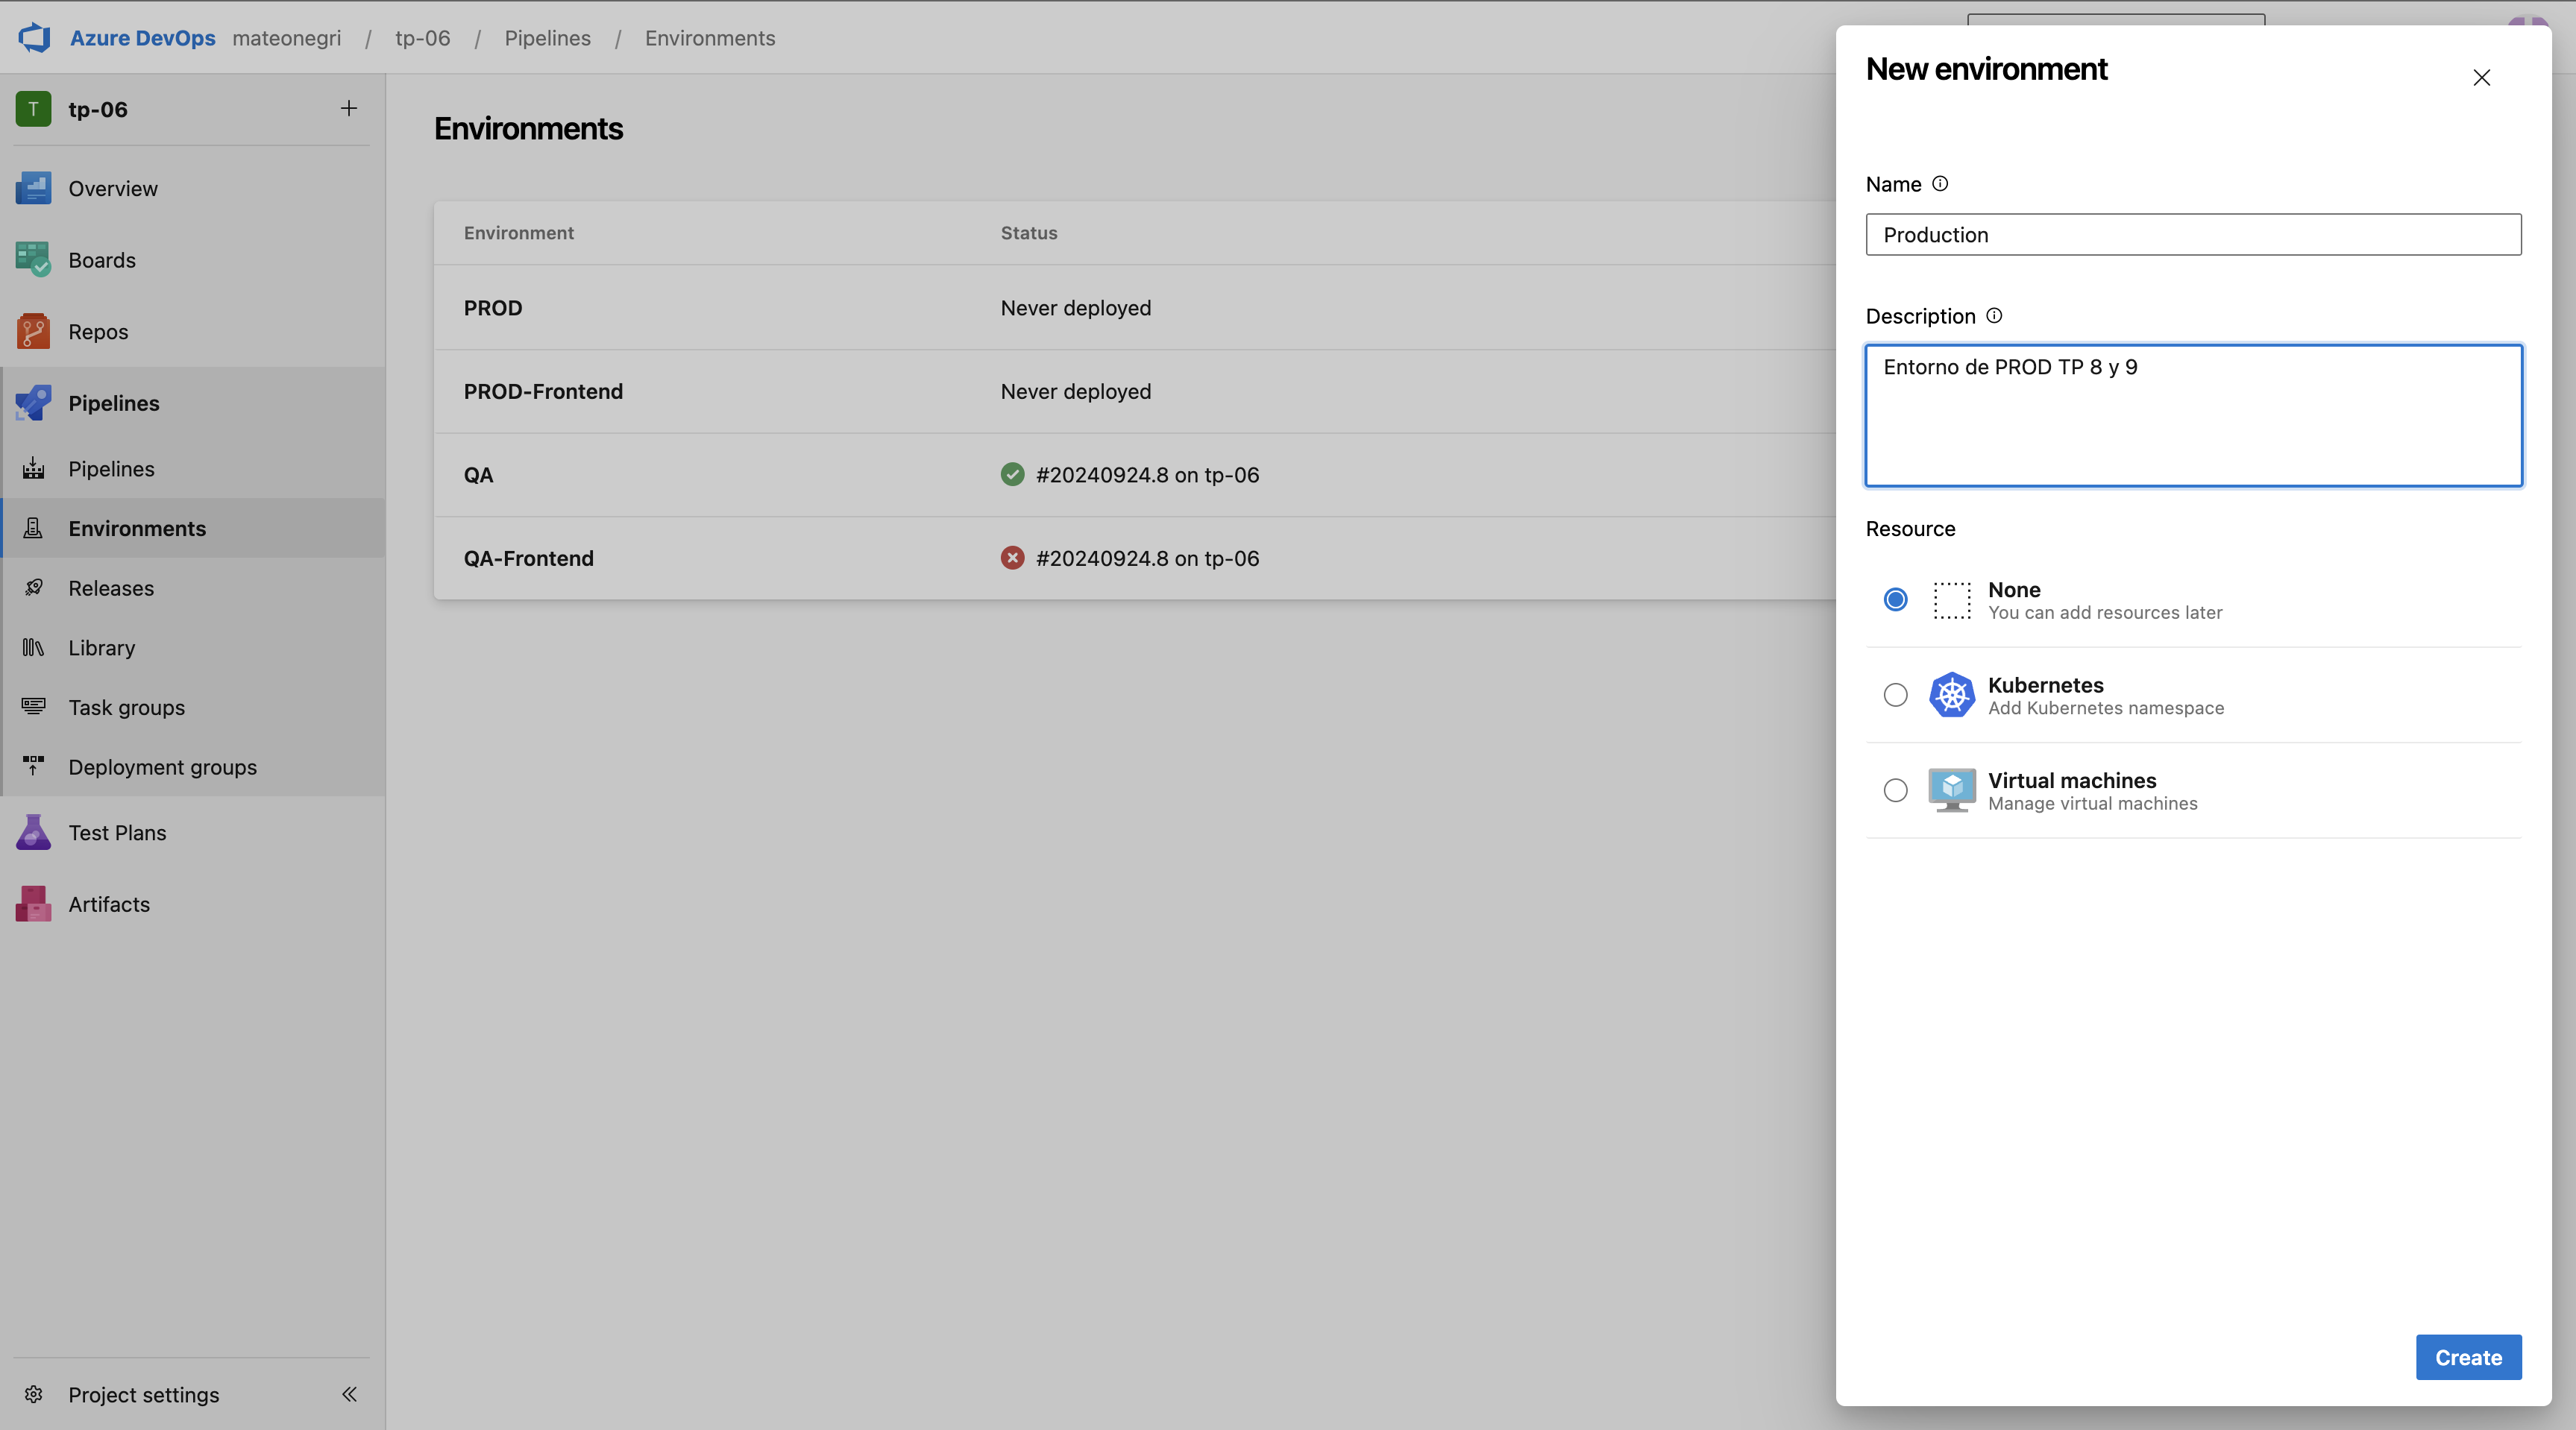 Azure DevOps mateonegri / tp-06 / Pipelines / Environments
T tp-06
Overview
Boards
Repos
Pipelines
Pipelines
Environments
Releases
Library
Task groups
Deployment groups
Test Plans
Artifacts
Project settings
Environments
Environment Status
PROD Never deployed
PROD-Frontend Never deployed
QA #20240924.8 on tp-06
QA-Frontend #20240924.8 on tp-06
New environment
Name
Production
Description
Entorno de PROD TP 8 y 9
Resource
None
You can add resources later
Kubernetes
Add Kubernetes namespace
Virtual machines
Manage virtual machines
Create